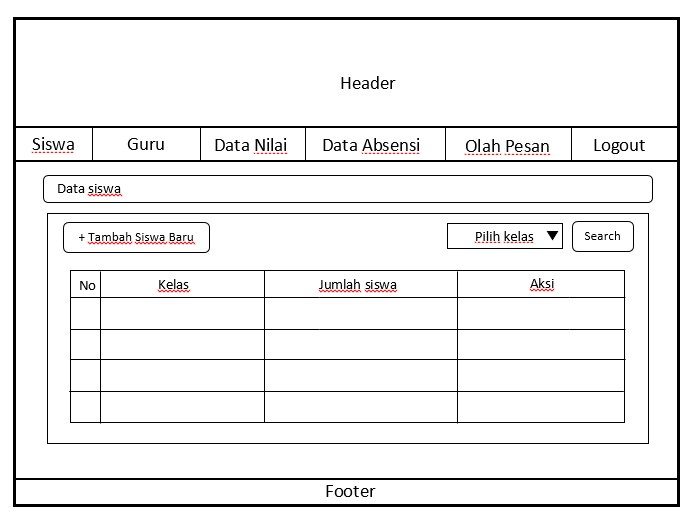 Header
Siswa Guru Data Nilai Data Absensi Olah Pesan Logout
Data siswa
+ Tambah Siswa Baru Pilih kelas Search
No Kelas Jumlah siswa Aksi
Footer